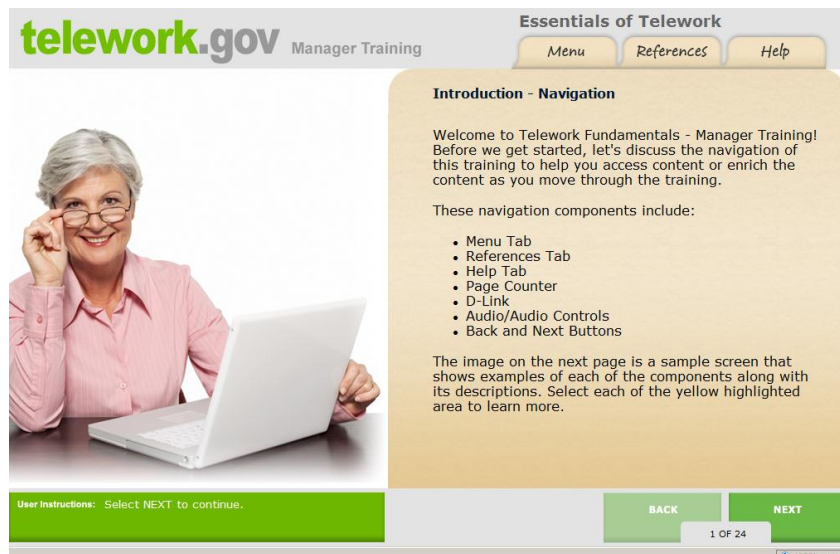 Essentials of Telework
telework.gov Manager Training
Menu References Help
Introduction - Navigation
Welcome to Telework Fundamentals - Manager Training!
Before we get started, let's discuss the navigation of
this training to help you access content or enrich the
content as you move through the training.
These navigation components include:
• Menu Tab
• References Tab
• Help Tab
• Page Counter
• D-Link
• Audio/Audio Controls
• Back and Next Buttons
The image on the next page is a sample screen that
shows examples of each of the components along with
its descriptions. Select each of the yellow highlighted
area to learn more.
User Instructions: Select NEXT to continue.
BACK NEXT
1 OF 24